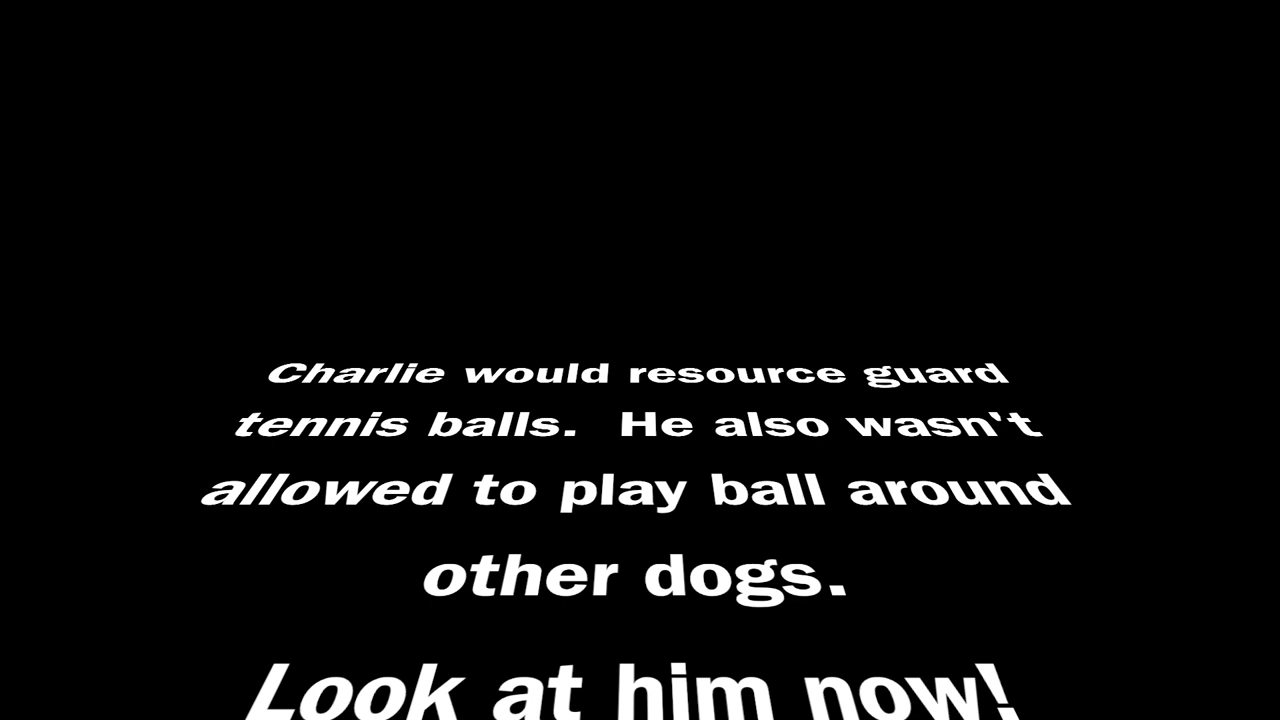 Charlie would resource guard
tennis balls.  He also wasn't
allowed to play ball around
other dogs.
Look at him now!